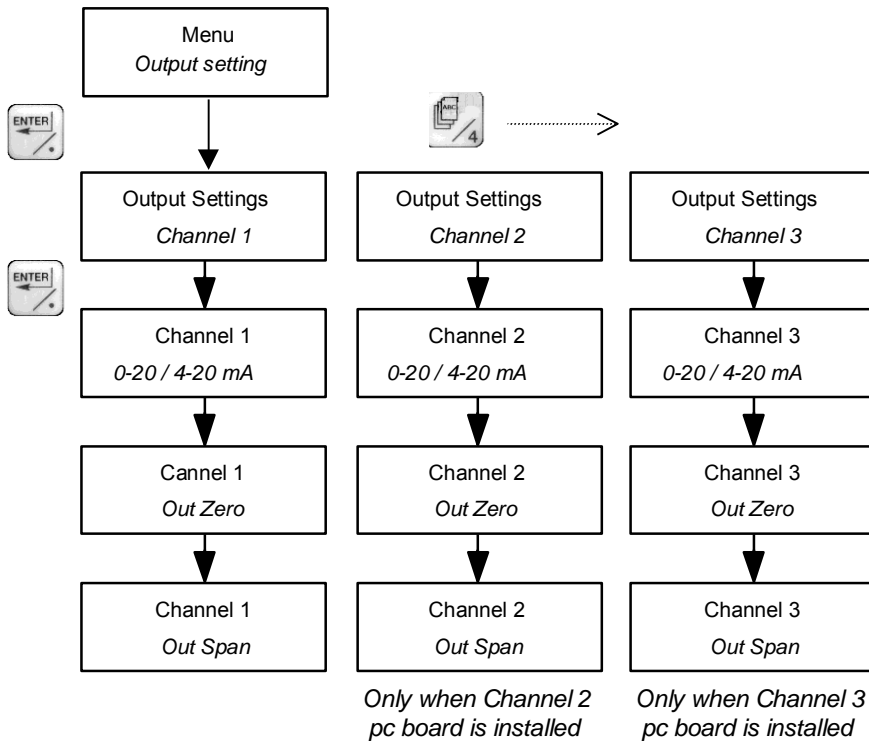 Menu
Output setting
ENTER
ABC
4
Output Settings
Channel 1
Output Settings
Channel 2
Output Settings
Channel 3
ENTER
Channel 1
0-20 / 4-20 mA
Channel 2
0-20 / 4-20 mA
Channel 3
0-20 / 4-20 mA
Cannel 1
Out Zero
Channel 2
Out Zero
Channel 3
Out Zero
Channel 1
Out Span
Channel 2
Out Span
Channel 3
Out Span
Only when Channel 2
pc board is installed
Only when Channel 3
pc board is installed